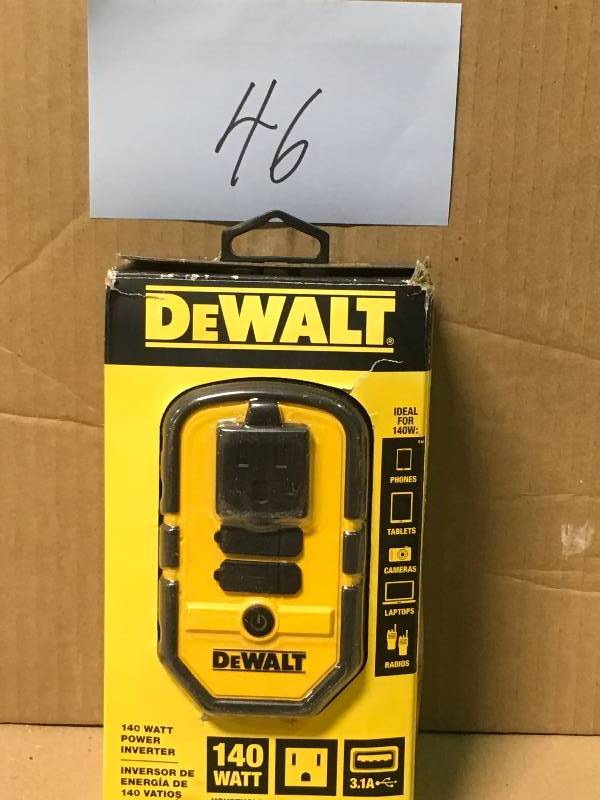 46
DEWALT®
IDEAL
FOR
140W:
PHONES
TABLETS
CAMERAS
LAPTOPS
RADIOS
DEWALT
140 WATT
POWER
INVERTER
INVERSOR DE
ENERGÍA DE
140 VATIOS
140
WATT
3.1A